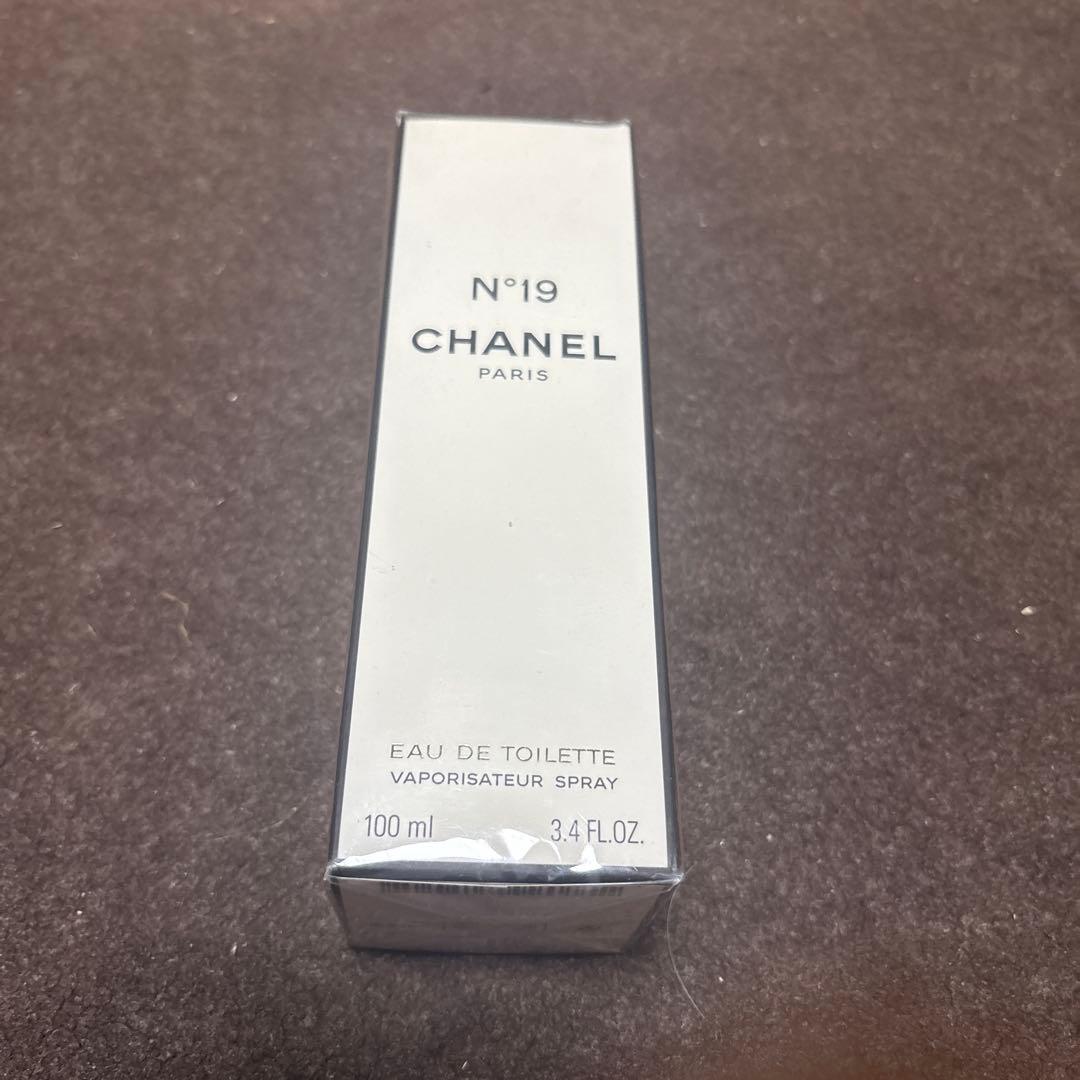 N°19
CHANEL
PARIS
EAU DE TOILETTE
VAPORISATEUR SPRAY
100 ml 3.4 FL.OZ.